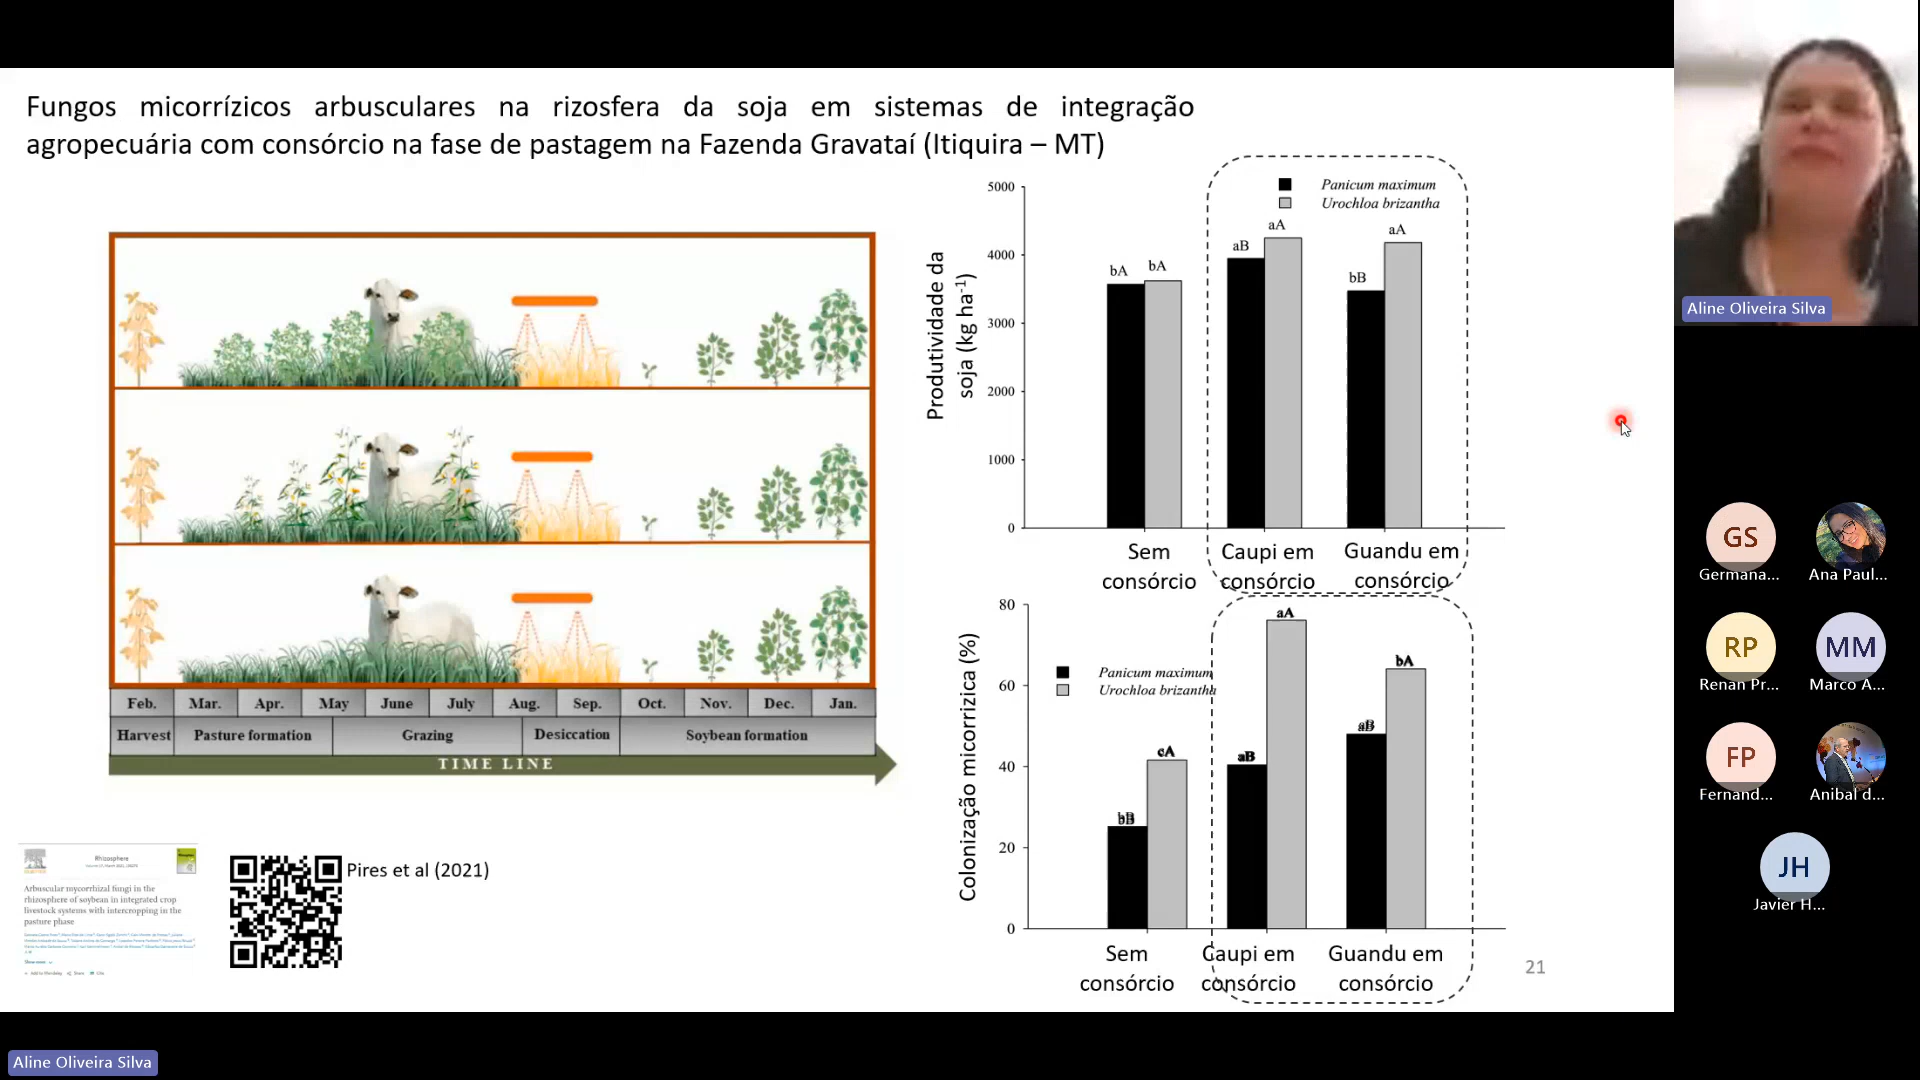 Fungos micorrízicos arbusculares na rizosfera da soja em sistemas de integração
agropecuária com consórcio na fase de pastagem na Fazenda Gravataí (Itiquira – MT)
Feb. Mar. Apr. May June July Aug. Sep. Oct. Nov. Dec. Jan.
Harvest Pasture formation Grazing Desiccation Soybean formation
TIME LINE
Rhizosphere
Arbuscular mycorrhizal fungi in the
rhizosphere of soybean in integrated crop
livestock systems with intercropping in the
pasture phase
Pires et al (2021)
Produtividade da
soja (kg ha-1)
5000
4000
3000
2000
1000
0
Panicum maximum
Urochloa brizantha
bA bA aB aA bB aA
Sem
consórcio
Caupi em
consórcio
Guandu em
consórcio
Colonização micorrizica (%)
80
60
40
20
0
Panicum maximum
Urochloa brizantha
bB cA aB aA aB bA
Sem
consórcio
Caupi em
consórcio
Guandu em
consórcio
21
Aline Oliveira Silva
GS
Germana...
Ana Paul...
RP
Renan Pr...
MM
Marco A...
FP
Fernand...
Anibal d...
JH
Javier H...
Aline Oliveira Silva